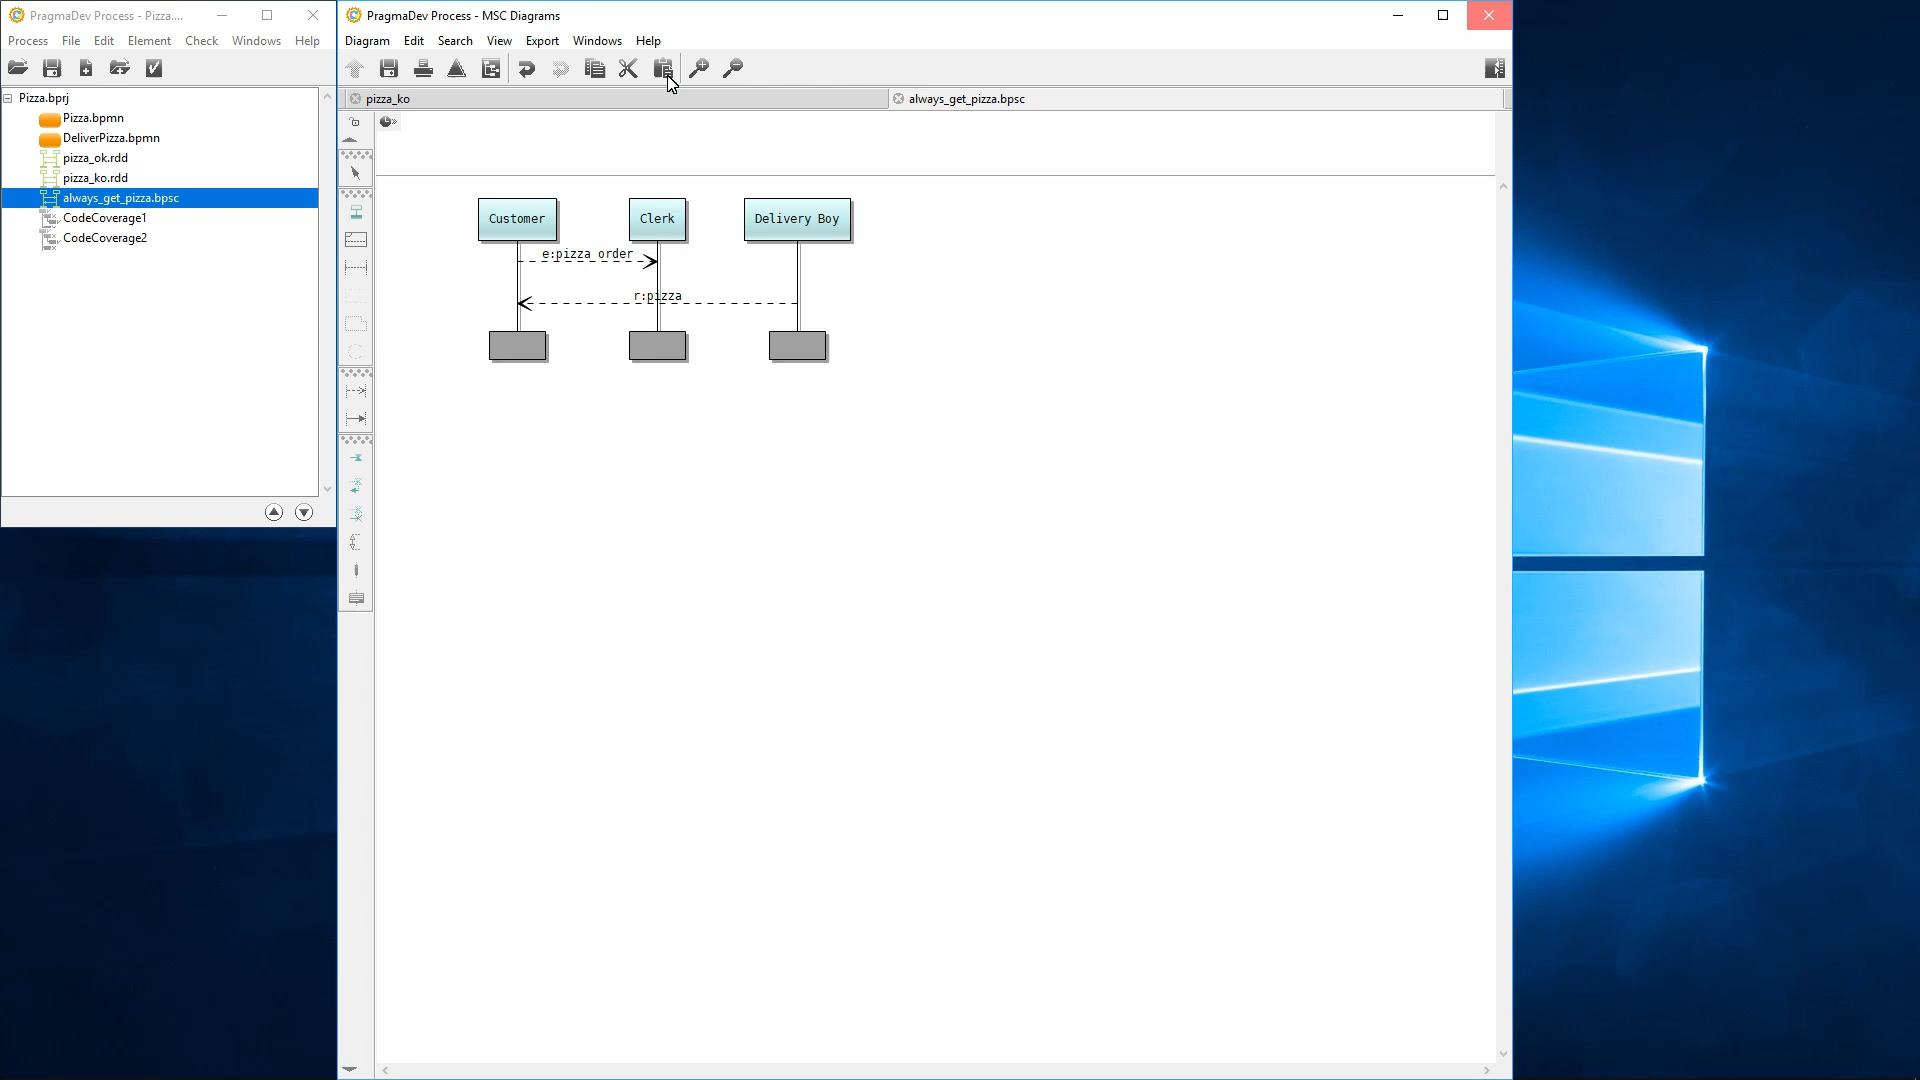 PragmaDev Process - Pizza....
Process File Edit Element Check Windows Help
Pizza.bprj
Pizza.bpmn
DeliverPizza.bpmn
pizza_ok.rdd
pizza_ko.rdd
always_get_pizza.bpsc
CodeCoverage1
CodeCoverage2
PragmaDev Process - MSC Diagrams
Diagram Edit Search View Export Windows Help
pizza_ko
always_get_pizza.bpsc
Customer
Clerk
Delivery Boy
e:pizza order
r:pizza